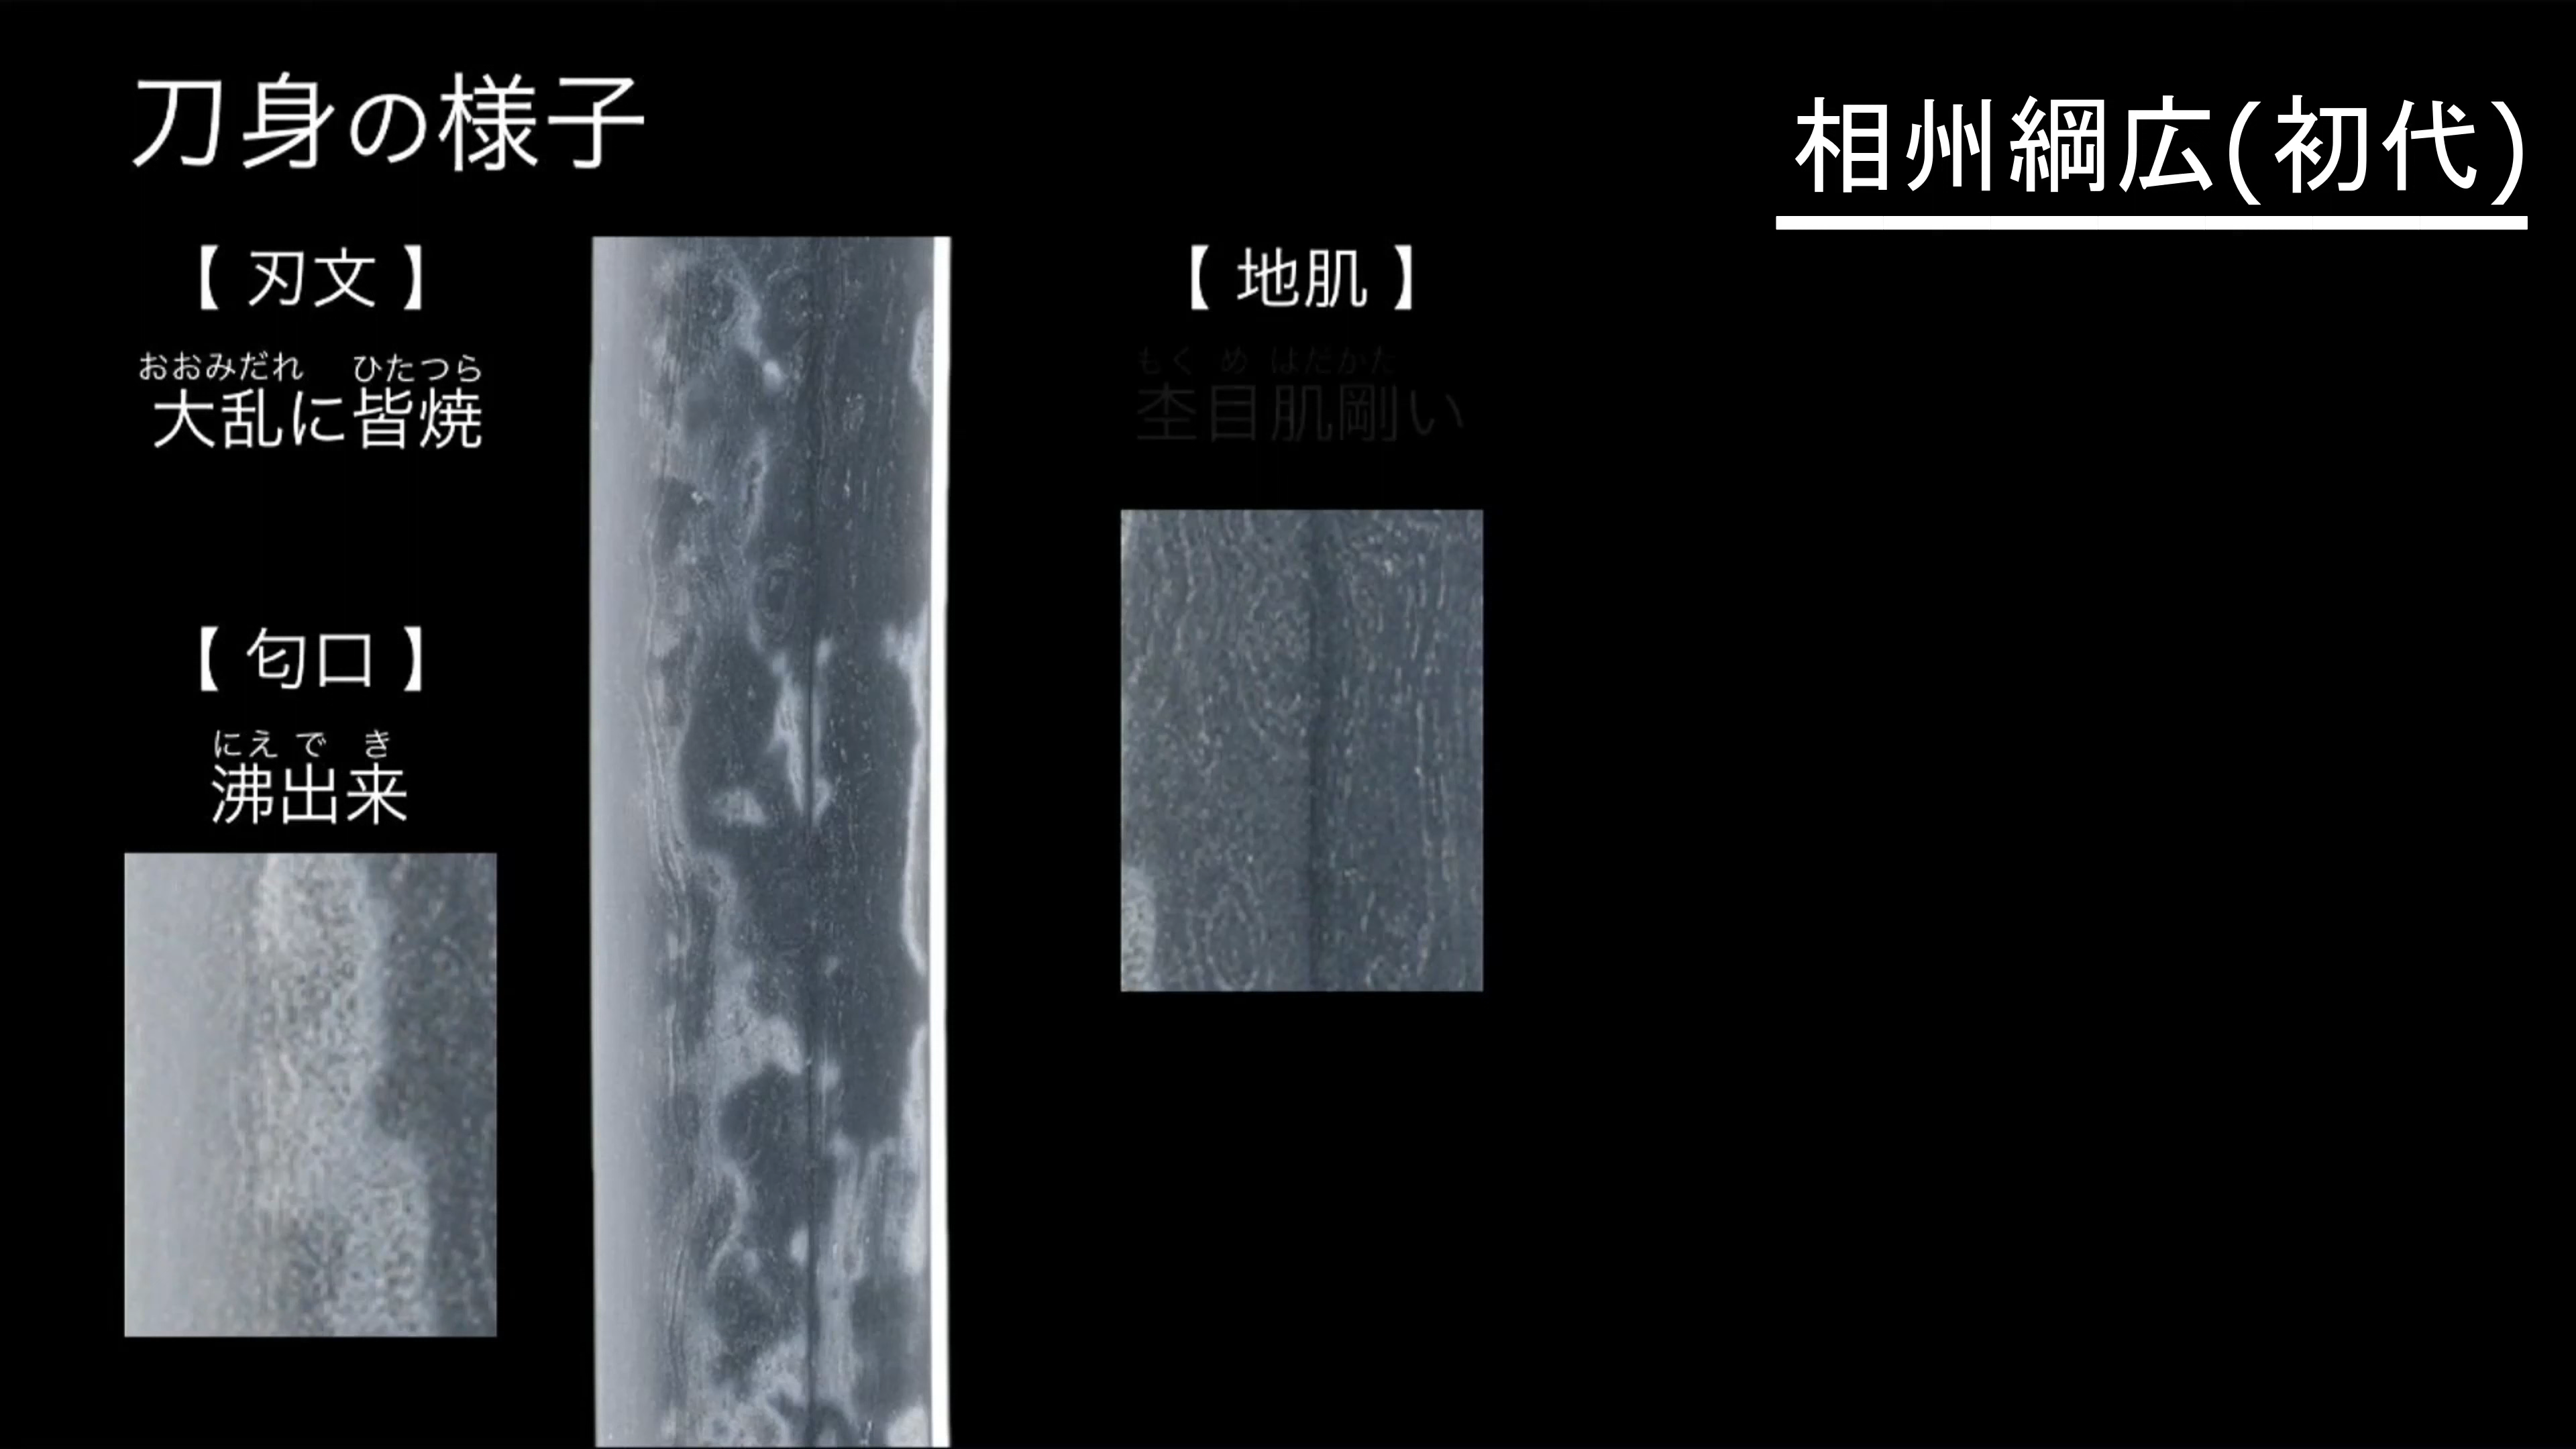 刀身の様子
相州綱広(初代)
【 刃文 】
おおみだれ ひたつら
大乱に皆焼
【 匂口 】
にえ で き
沸出来
【 地肌 】
もく め はだかた
杢目肌剛い